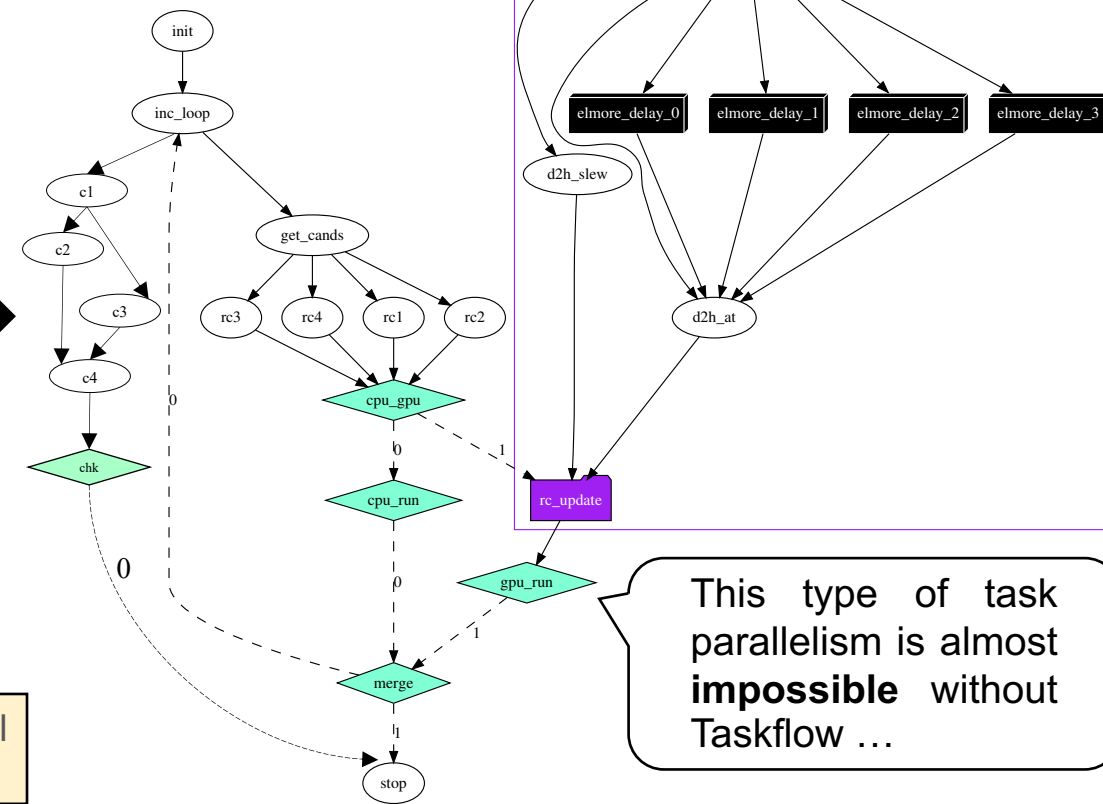 init
inc_loop
elmore_delay_0
elmore_delay_1
elmore_delay_2
elmore_delay_3
d2h_slew
c1
get_cands
c2
c3
rc3
rc4
rc1
rc2
d2h_at
c4
0
cpu_gpu
0
1
chk
cpu_run
rc_update
0
0
gpu_run
1
merge
1
stop
This type of task
parallelism is almost
impossible without
Taskflow …